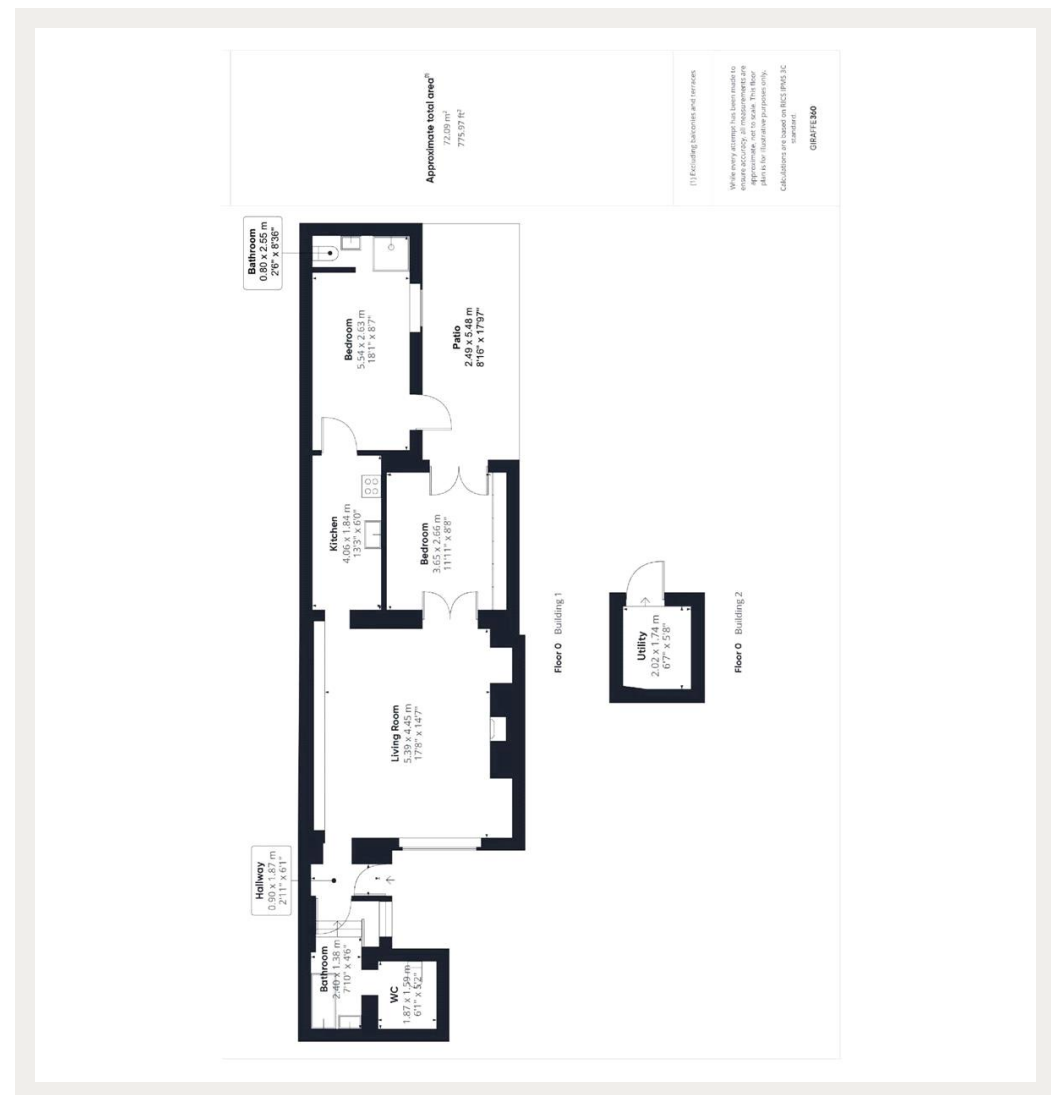 Approximate total area(1)
72.09 m²
775.97 ft²
(1) Excluding balconies and terraces
While every attempt has been made to
ensure accuracy, all measurements are
approximate, not to scale. This floor
plan is for illustrative purposes only.
Calculations are based on RICS IPMS 3C
standard.
GIRAFFE360
Bathroom
0.80 x 2.55 m
2'6" x 8'36"
Bedroom
5.54 x 2.63 m
18'1" x 8'7"
Patio
2.49 x 5.48 m
8'16" x 17'97"
Kitchen
4.06 x 1.84 m
13'3" x 6'0"
Bedroom
3.65 x 2.66 m
11'11" x 8'8"
Living Room
5.39 x 4.45 m
17'8" x 14'7"
Hallway
0.90 x 1.87 m
2'11" x 6'1"
Bathroom
2.40 x 1.38 m
7'10" x 4'6"
WC
1.87 x 1.59 m
6'1" x 5'2"
Floor 0 Building 1
Utility
2.02 x 1.74 m
6'7" x 5'8"
Floor 0 Building 2